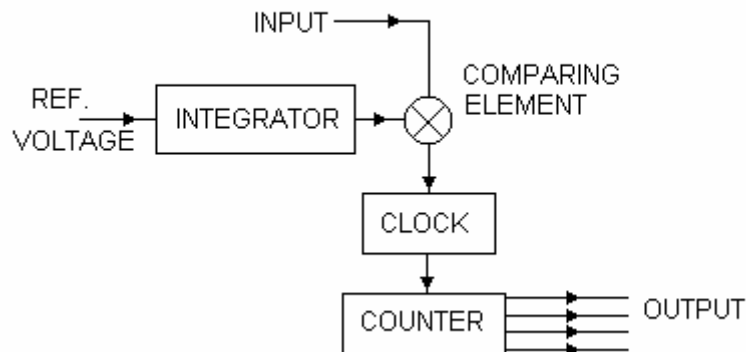 INPUT
COMPARING
ELEMENT
REF.
VOLTAGE
INTEGRATOR
CLOCK
COUNTER
OUTPUT